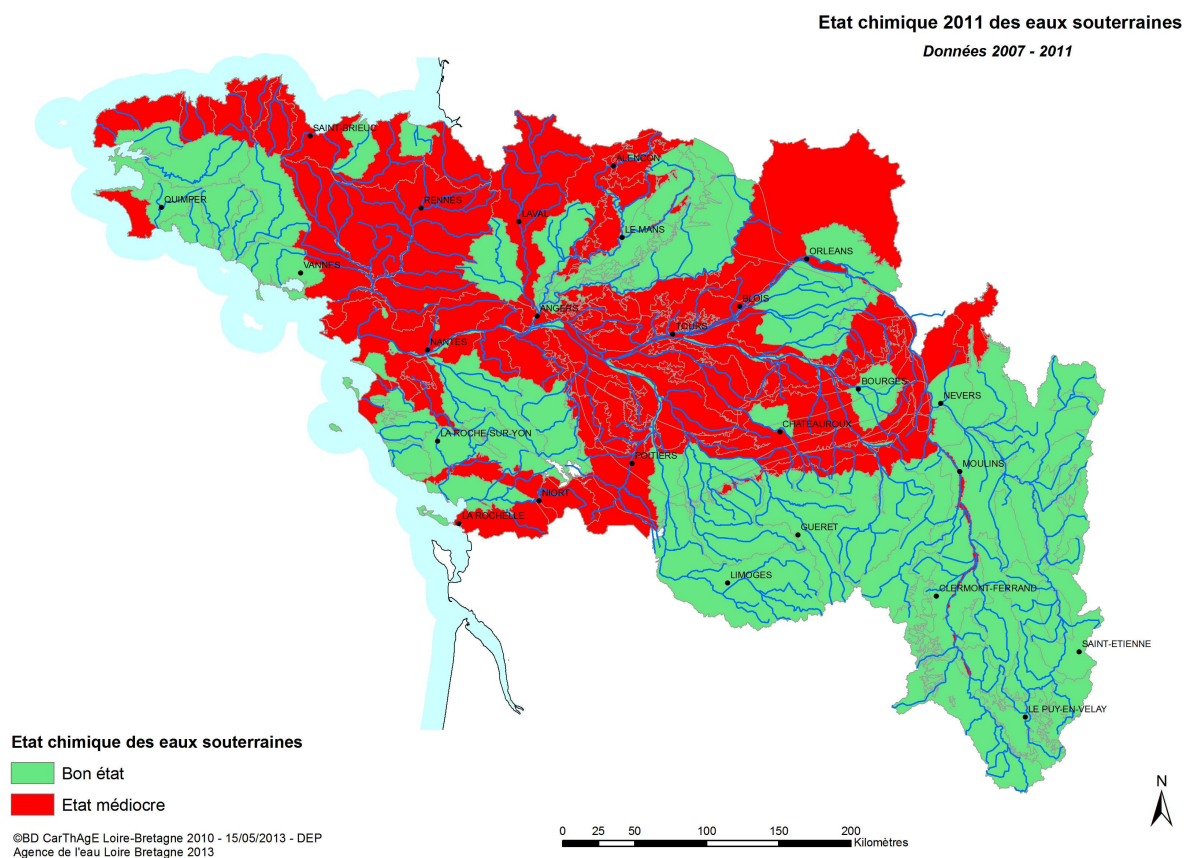 Etat chimique 2011 des eaux souterraines
Données 2007 - 2011
SAINT-BRIEUC
ALENCON
QUIMPER
RENNES
LAVAL
LE MANS
ORLEANS
VANNES
BLOIS
ANGERS
TOURS
NANTES
BOURGES
NEVERS
CHATEAUROUX
LA ROCHE-SUR-YON
POITIERS
MOULINS
NIORT
LA ROCHELLE
GUERET
LIMOGES
CLERMONT-FERRAND
SAINT-ETIENNE
LE PUY-EN-VELAY
Etat chimique des eaux souterraines
Bon état
Etat médiocre
N
0 25 50 100 150 200
Kilomètres
©BD CarThAgE Loire-Bretagne 2010 - 15/05/2013 - DEP
Agence de l'eau Loire Bretagne 2013